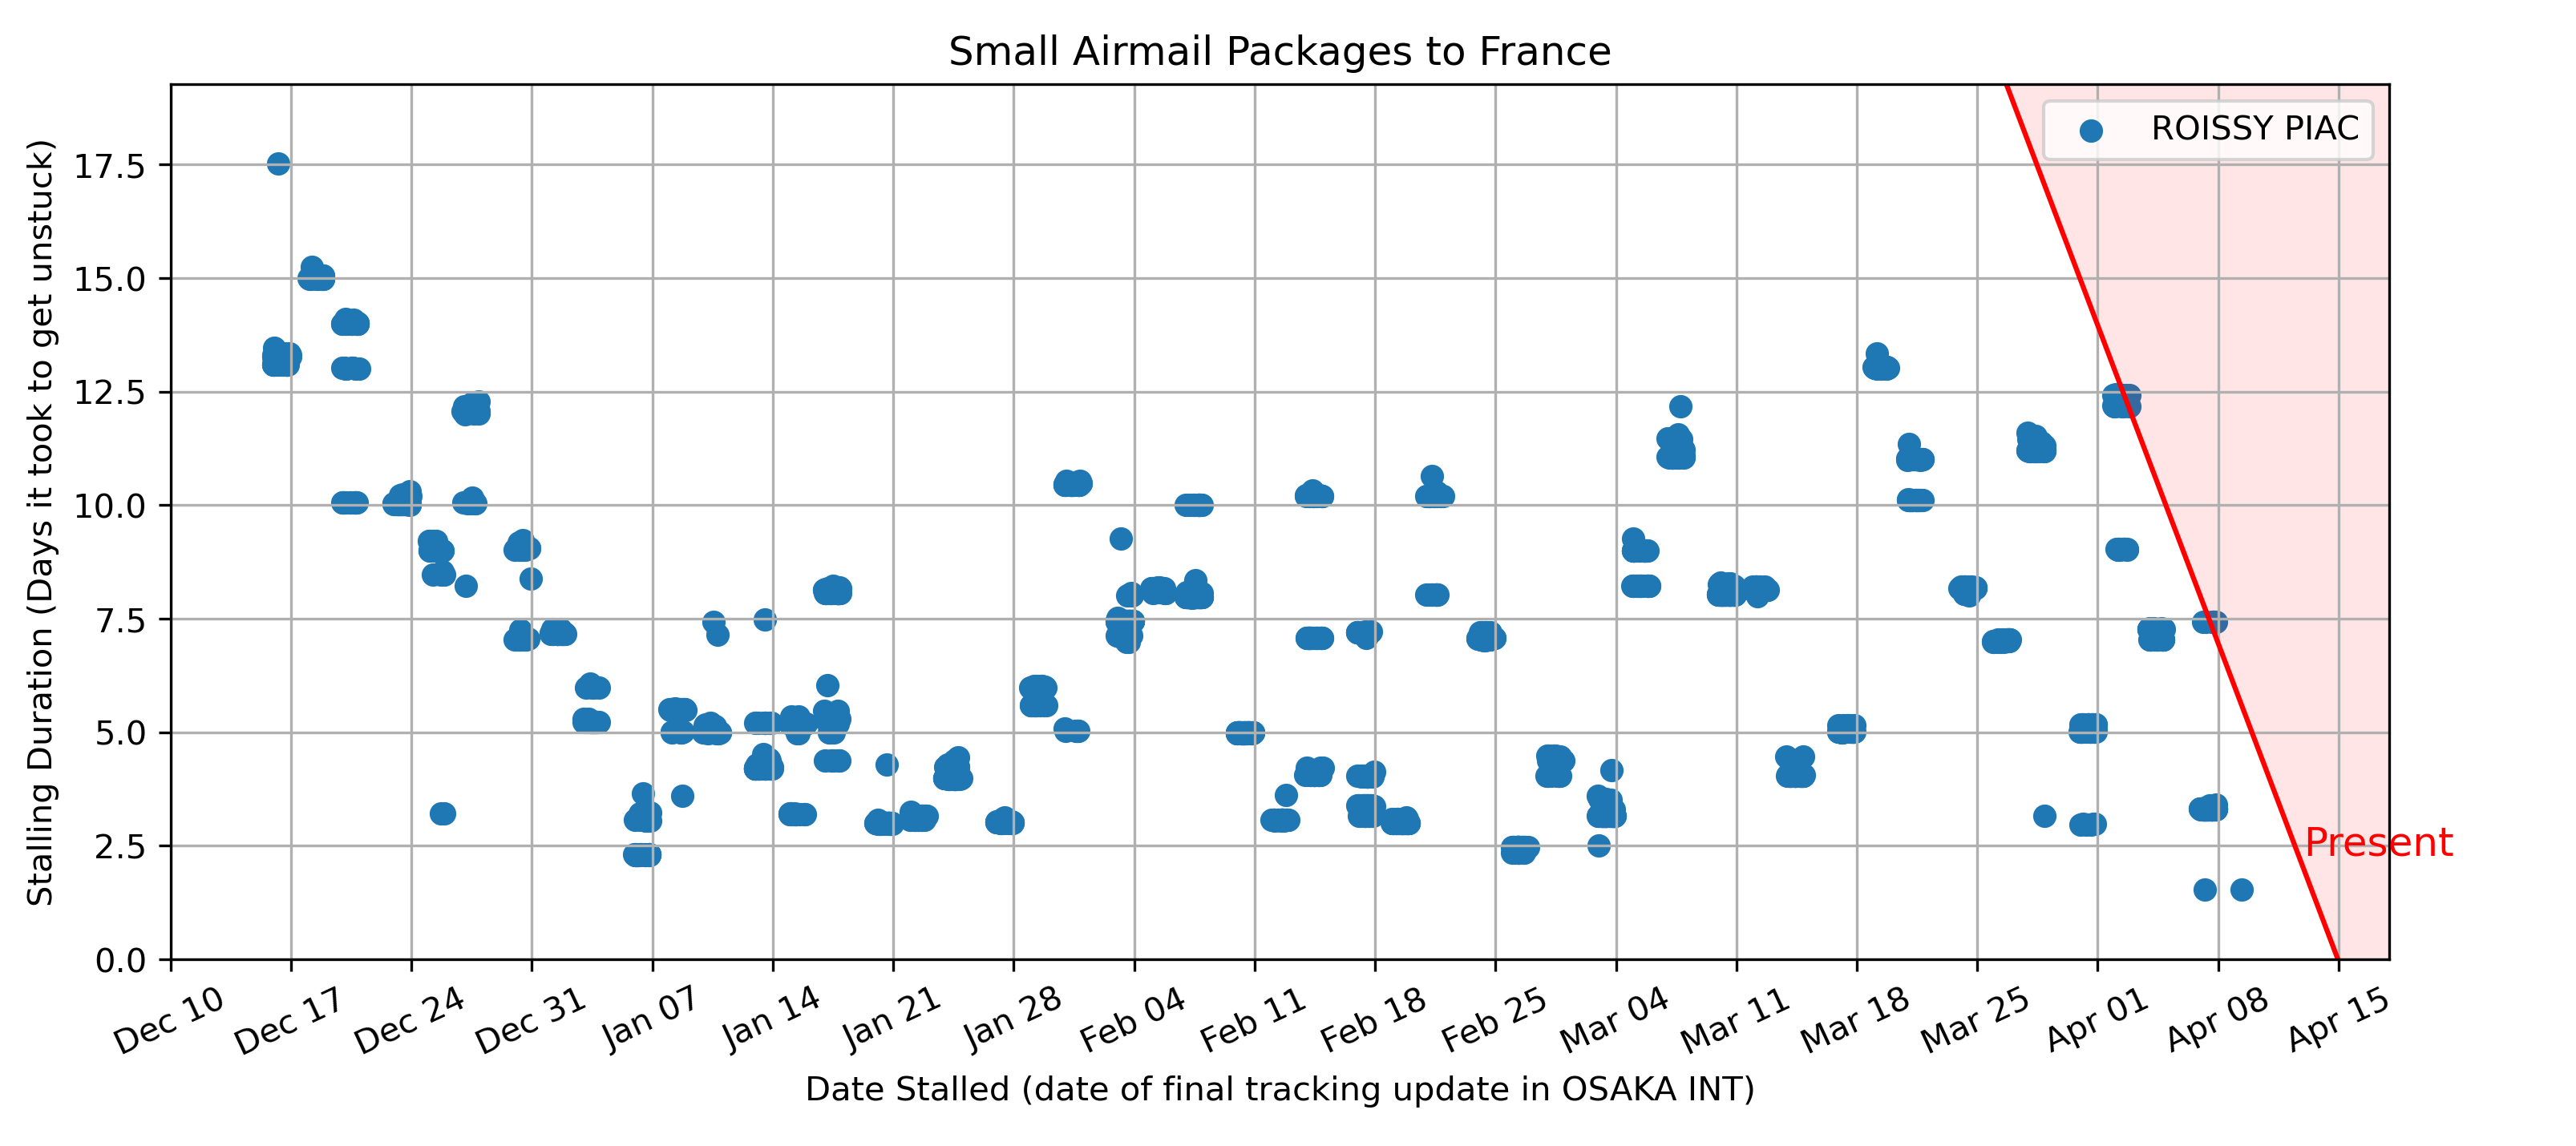 Small Airmail Packages to France
Stalling Duration (Days it took to get unstuck)
17.5
15.0
12.5
10.0
7.5
5.0
2.5
0.0
ROISSY PIAC
Present
Dec 10
Dec 17
Dec 24
Dec 31
Jan 07
Jan 14
Jan 21
Jan 28
Feb 04
Feb 11
Feb 18
Feb 25
Mar 04
Mar 11
Mar 18
Mar 25
Apr 01
Apr 08
Apr 15
Date Stalled (date of final tracking update in OSAKA INT)